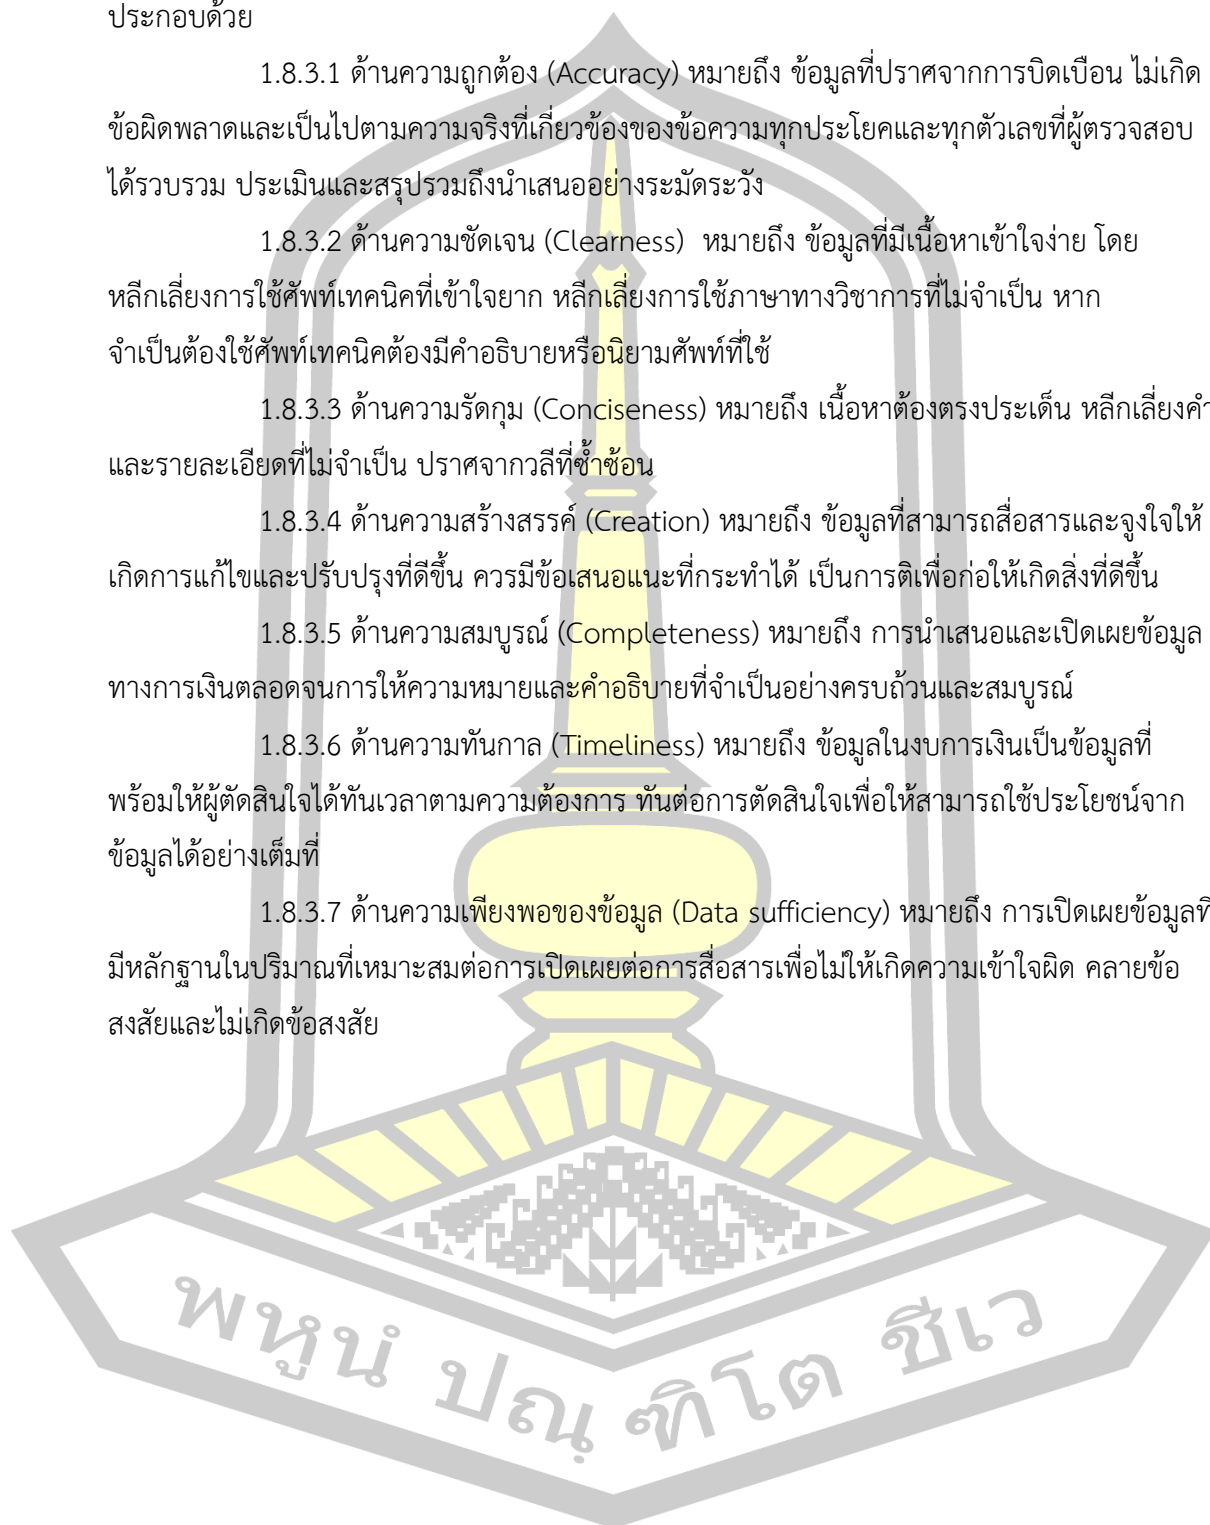 ประกอบด้วย
1.8.3.1 ด้านความถูกต้อง (Accuracy) หมายถึง ข้อมูลที่ปราศจากการบิดเบือน ไม่เกิด
ข้อผิดพลาดและเป็นไปตามความจริงที่เกี่ยวข้องของข้อความทุกประโยคและทุกตัวเลขที่ผู้ตรวจสอบ
ได้รวบรวม ประเมินและสรุปรวมถึงนำเสนออย่างระมัดระวัง
1.8.3.2 ด้านความชัดเจน (Clearness) หมายถึง ข้อมูลที่มีเนื้อหาเข้าใจง่าย โดย
หลีกเลี่ยงการใช้ศัพท์เทคนิคที่เข้าใจยาก หลีกเลี่ยงการใช้ภาษาทางวิชาการที่ไม่จำเป็น หาก
จำเป็นต้องใช้ศัพท์เทคนิคต้องมีคำอธิบายหรือนิยามศัพท์ที่ใช้
1.8.3.3 ด้านความรัดกุม (Conciseness) หมายถึง เนื้อหาต้องตรงประเด็น หลีกเลี่ยงคำ
และรายละเอียดที่ไม่จำเป็น ปราศจากวลีที่ซ้ำซ้อน
1.8.3.4 ด้านความสร้างสรรค์ (Creation) หมายถึง ข้อมูลที่สามารถสื่อสารและจูงใจให้
เกิดการแก้ไขและปรับปรุงที่ดีขึ้น ควรมีข้อเสนอแนะที่กระทำได้ เป็นการติเพื่อก่อให้เกิดสิ่งที่ดีขึ้น
1.8.3.5 ด้านความสมบูรณ์ (Completeness) หมายถึง การนำเสนอและเปิดเผยข้อมูล
ทางการเงินตลอดจนการให้ความหมายและคำอธิบายที่จำเป็นอย่างครบถ้วนและสมบูรณ์
1.8.3.6 ด้านความทันกาล (Timeliness) หมายถึง ข้อมูลในงบการเงินเป็นข้อมูลที่
พร้อมให้ผู้ตัดสินใจได้ทันเวลาตามความต้องการ ทันต่อการตัดสินใจเพื่อให้สามารถใช้ประโยชน์จาก
ข้อมูลได้อย่างเต็มที่
1.8.3.7 ด้านความเพียงพอของข้อมูล (Data sufficiency) หมายถึง การเปิดเผยข้อมูลที่
มีหลักฐานในปริมาณที่เหมาะสมต่อการเปิดเผยต่อการสื่อสารเพื่อไม่ให้เกิดความเข้าใจผิด คลายข้อ
สงสัยและไม่เกิดข้อสงสัย
พหูนํ ปณฺฑิโต ชีเว